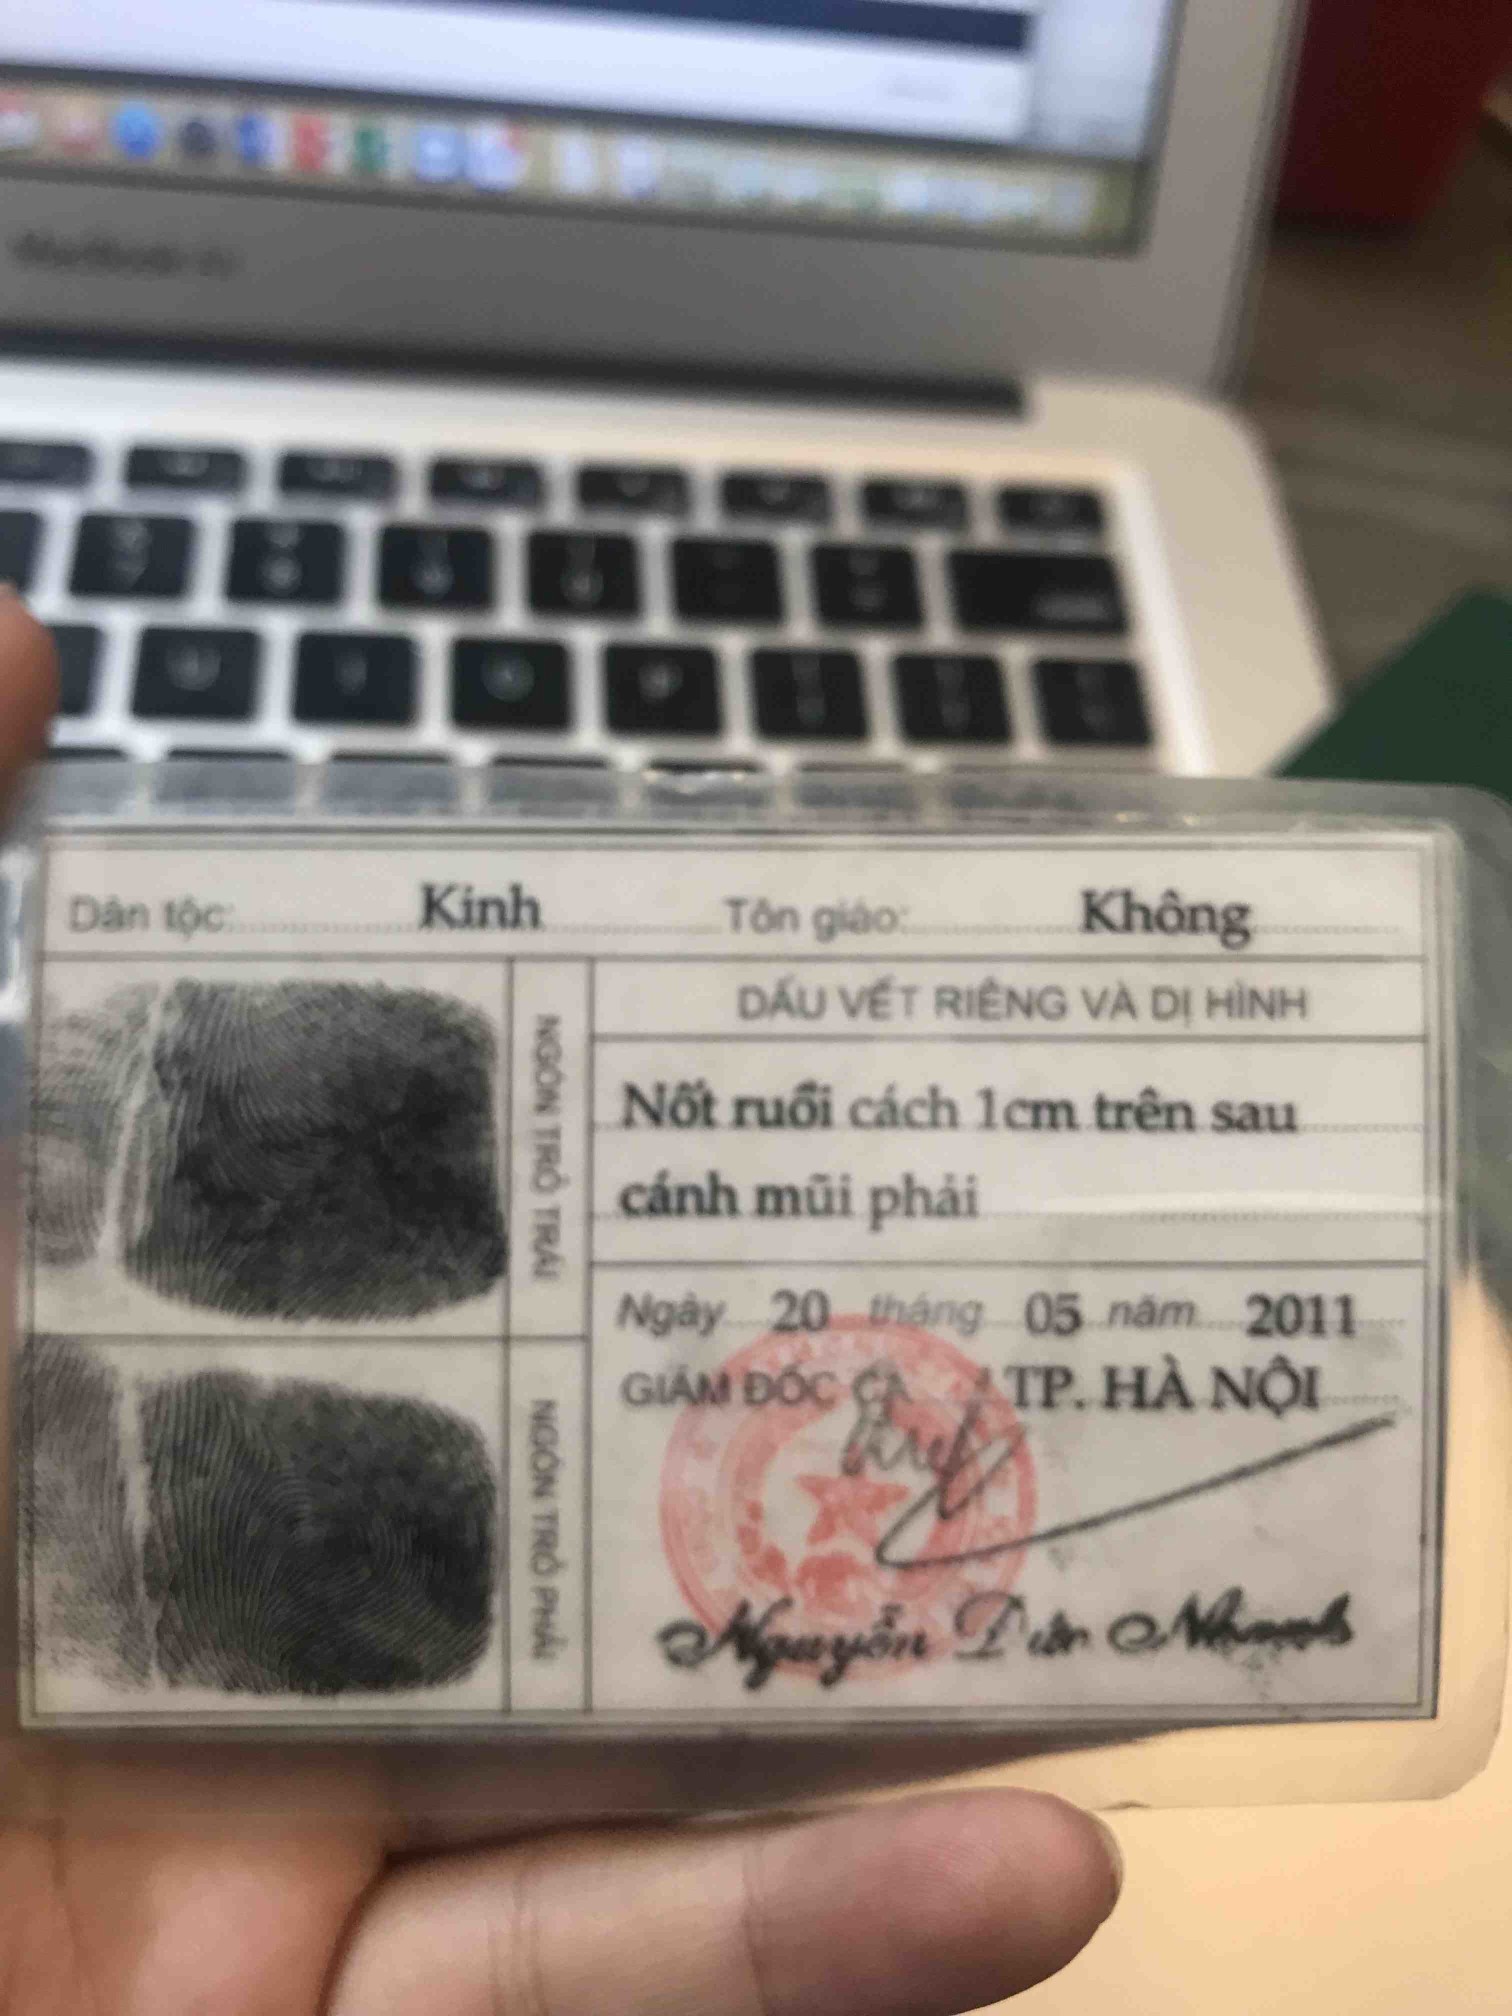 Dân tộc: Kinh Tôn giáo: Không
NGÓN TRỎ TRÁI
NGÓN TRỎ PHẢI
DẤU VẾT RIÊNG VÀ DỊ HÌNH
Nốt ruồi cách 1cm trên sau
cánh mũi phải
Ngày 20 tháng 05 năm 2011
GIÁM ĐỐC CA TP. HÀ NỘI
Nguyễn Đức Nhanh